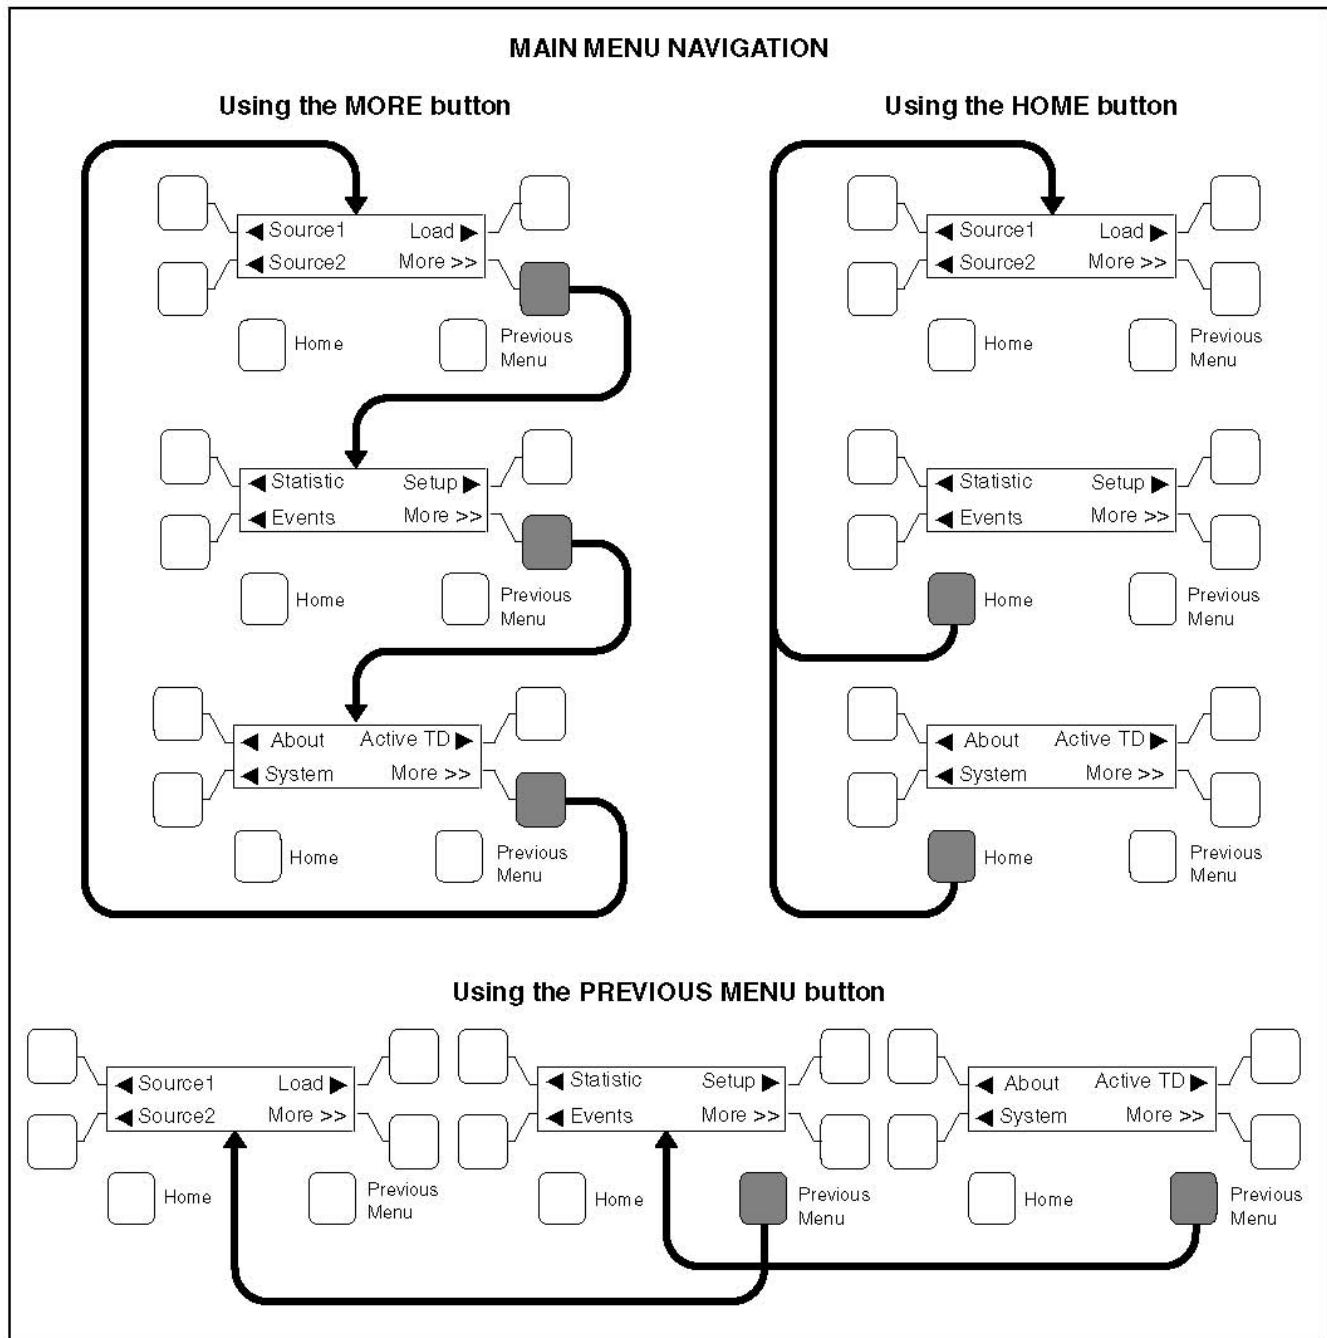 MAIN MENU NAVIGATION
Using the MORE button
◀ Source1 Load ▶
◀ Source2 More >>
Home
Previous
Menu
◀ Statistic Setup ▶
◀ Events More >>
Home
Previous
Menu
◀ About Active TD ▶
◀ System More >>
Home
Previous
Menu
Using the HOME button
◀ Source1 Load ▶
◀ Source2 More >>
Home
Previous
Menu
◀ Statistic Setup ▶
◀ Events More >>
Home
Previous
Menu
◀ About Active TD ▶
◀ System More >>
Home
Previous
Menu
Using the PREVIOUS MENU button
◀ Source1 Load ▶
◀ Source2 More >>
Home
Previous
Menu
◀ Statistic Setup ▶
◀ Events More >>
Home
Previous
Menu
◀ About Active TD ▶
◀ System More >>
Home
Previous
Menu